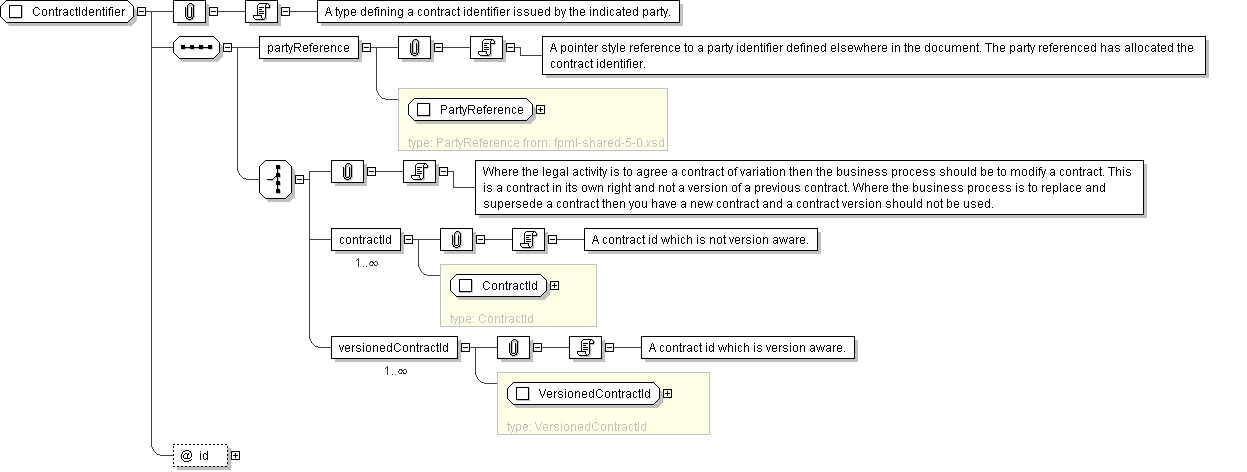 ContractIdentifier
A type defining a contract identifier issued by the indicated party.
partyReference
A pointer style reference to a party identifier defined elsewhere in the document. The party referenced has allocated the
contract identifier.
PartyReference
type: PartyReference from: fpml-shared-5-0.xsd
Where the legal activity is to agree a contract of variation then the business process should be to modify a contract. This
is a contract in its own right and not a version of a previous contract. Where the business process is to replace and
supersede a contract then you have a new contract and a contract version should not be used.
contractId
A contract id which is not version aware.
1..∞
ContractId
type: ContractId
versionedContractId
A contract id which is version aware.
1..∞
VersionedContractId
type: VersionedContractId
@ id